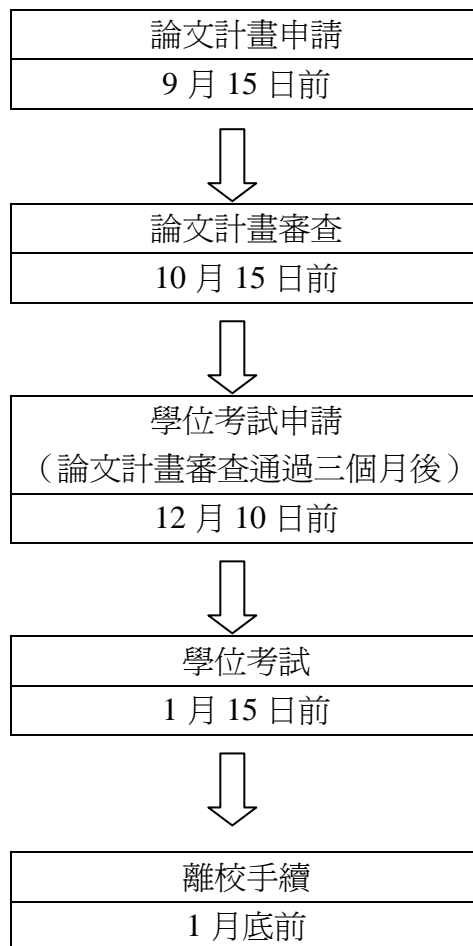 論文計畫申請
9 月 15 日前
論文計畫審查
10 月 15 日前
學位考試申請
（論文計畫審查通過三個月後）
12 月 10 日前
學位考試
1 月 15 日前
離校手續
1 月底前